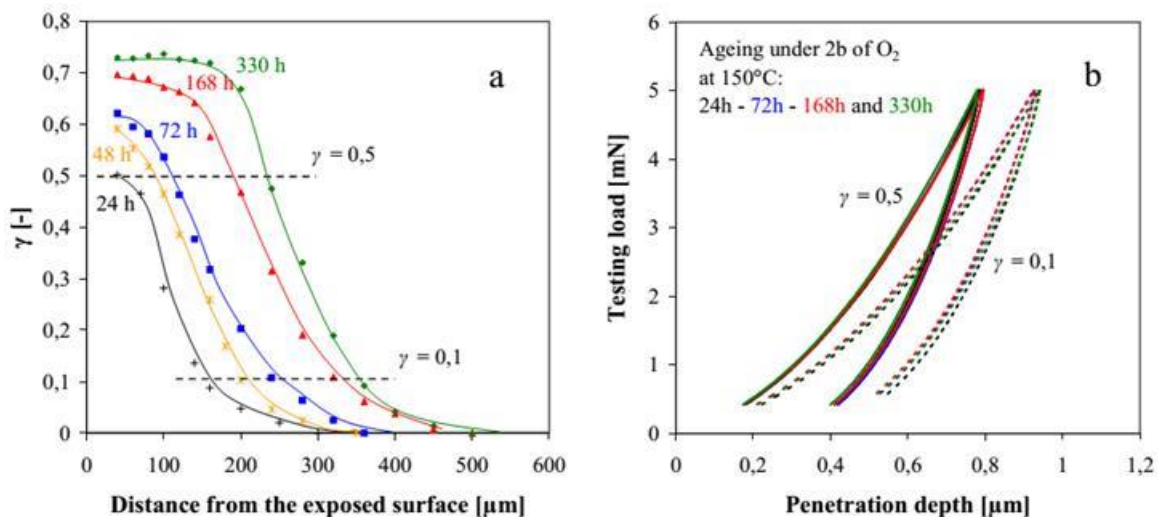 a
330 h
168 h
72 h
48 h
24 h
γ = 0,5
γ = 0,1
γ [-]
0,8
0,7
0,6
0,5
0,4
0,3
0,2
0,1
0
0 100 200 300 400 500 600
Distance from the exposed surface [µm]
b
Ageing under 2b of O₂
at 150°C:
24h - 72h - 168h and 330h
γ = 0,5
γ = 0,1
Testing load [mN]
6
5
4
3
2
1
0
0 0,2 0,4 0,6 0,8 1 1,2
Penetration depth [µm]